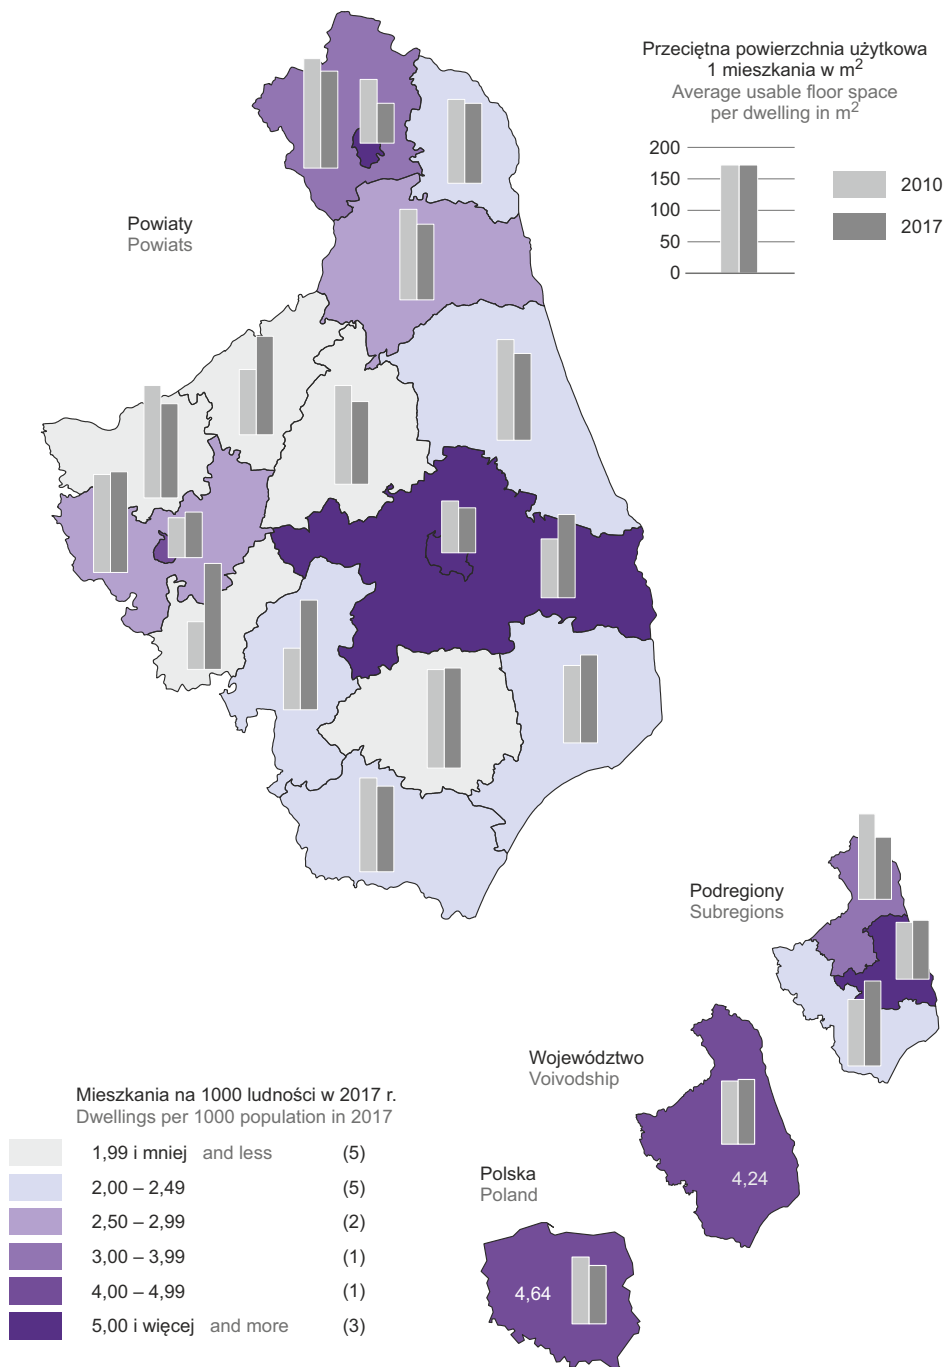 Przeciętna powierzchnia użytkowa
1 mieszkania w m²
Average usable floor space
per dwelling in m²
200
150
100
50
0
2010
2017
Powiaty
Powiats
Podregiony
Subregions
Województwo
Voivodship
4,24
Polska
Poland
4,64
Mieszkania na 1000 ludności w 2017 r.
Dwellings per 1000 population in 2017
1,99 i mniej and less (5)
2,00 – 2,49 (5)
2,50 – 2,99 (2)
3,00 – 3,99 (1)
4,00 – 4,99 (1)
5,00 i więcej and more (3)